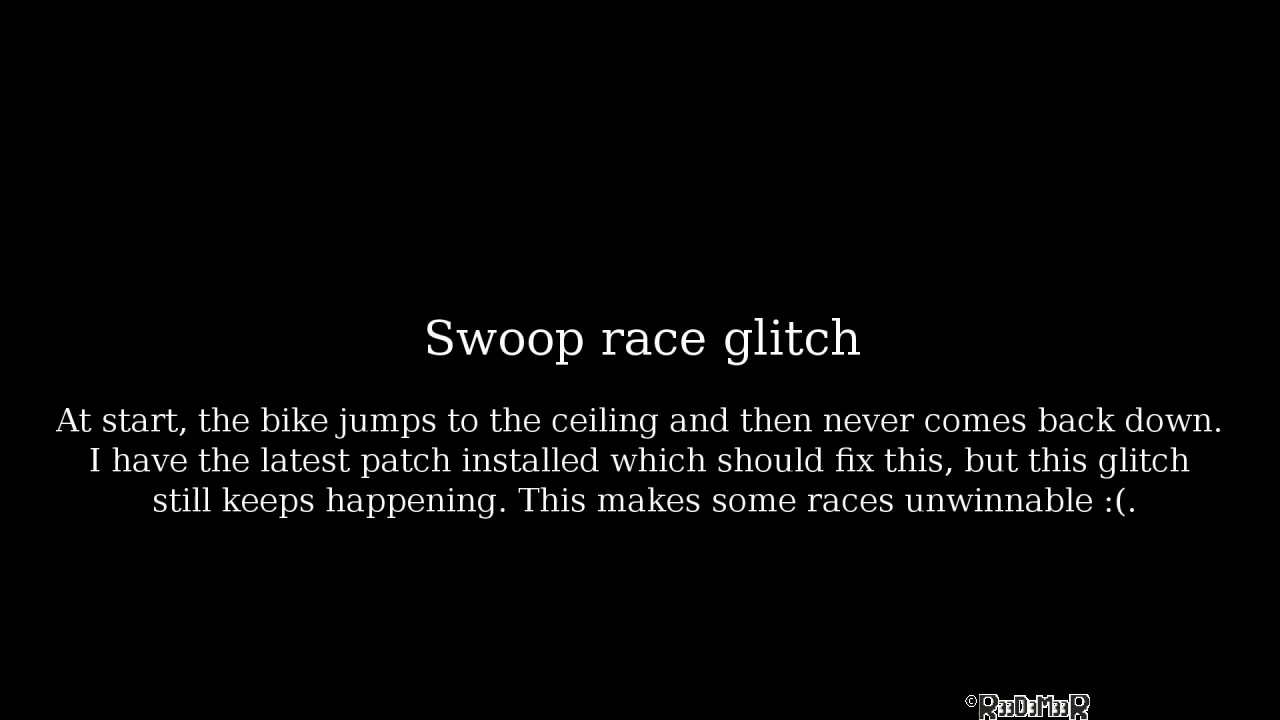 Swoop race glitch
At start, the bike jumps to the ceiling and then never comes back down.
I have the latest patch installed which should fix this, but this glitch
still keeps happening. This makes some races unwinnable :(.
©R33D3M33R